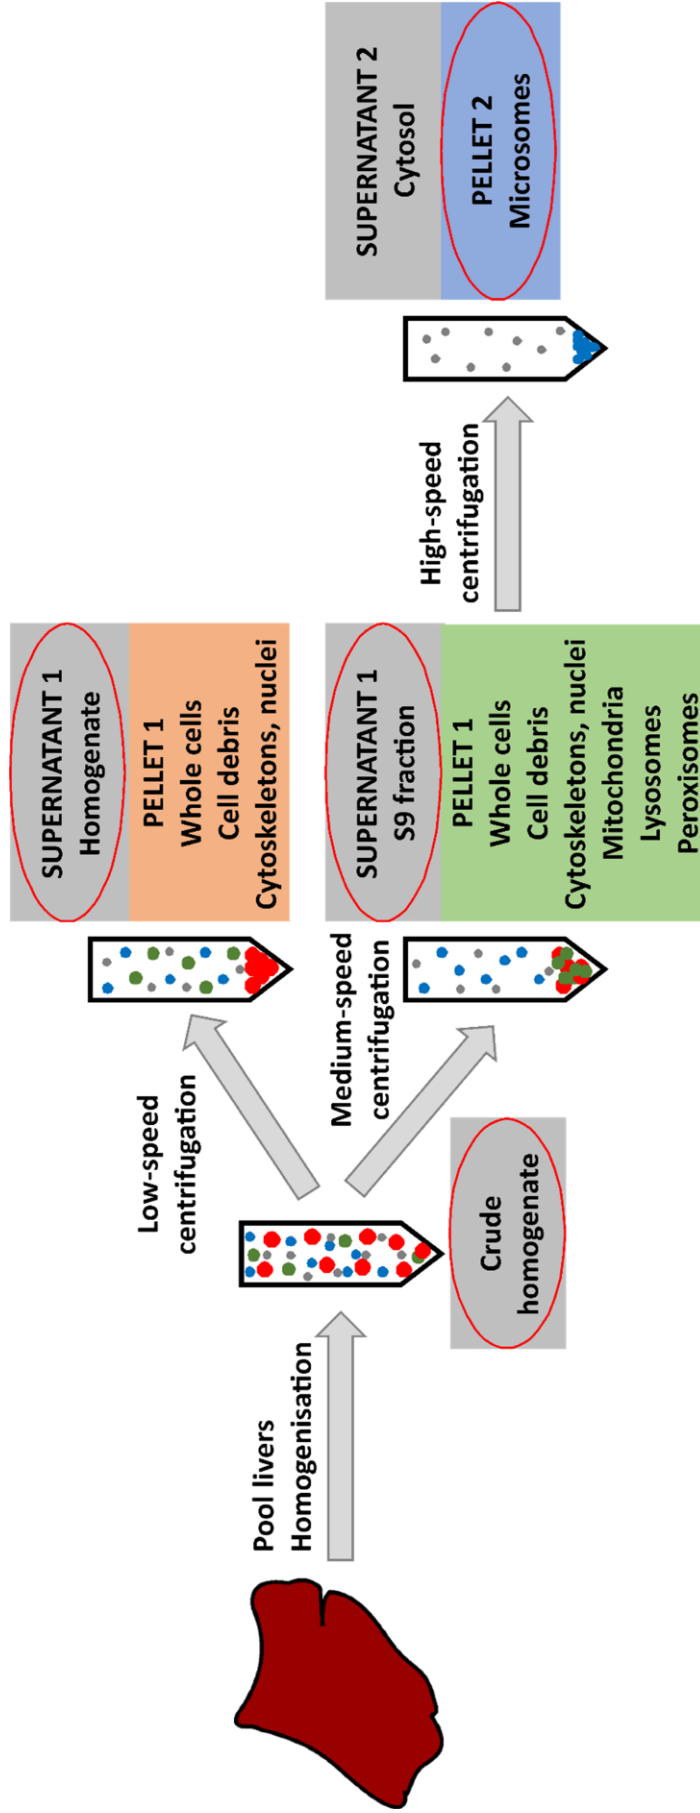 Pool livers
Homogenisation
Crude
homogenate
Low-speed
centrifugation
SUPERNATANT 1
Homogenate
PELLET 1
Whole cells
Cell debris
Cytoskeletons, nuclei
Medium-speed
centrifugation
SUPERNATANT 1
S9 fraction
PELLET 1
Whole cells
Cell debris
Cytoskeletons, nuclei
Mitochondria
Lysosomes
Peroxisomes
High-speed
centrifugation
SUPERNATANT 2
Cytosol
PELLET 2
Microsomes